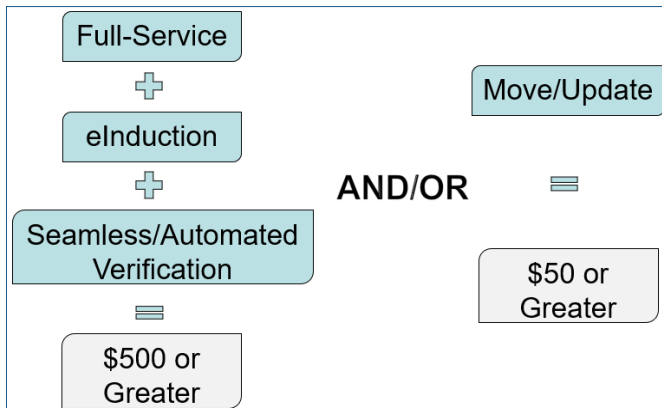 Full-Service
eInduction
Seamless/Automated
Verification
$500 or
Greater
AND/OR
Move/Update
$50 or
Greater